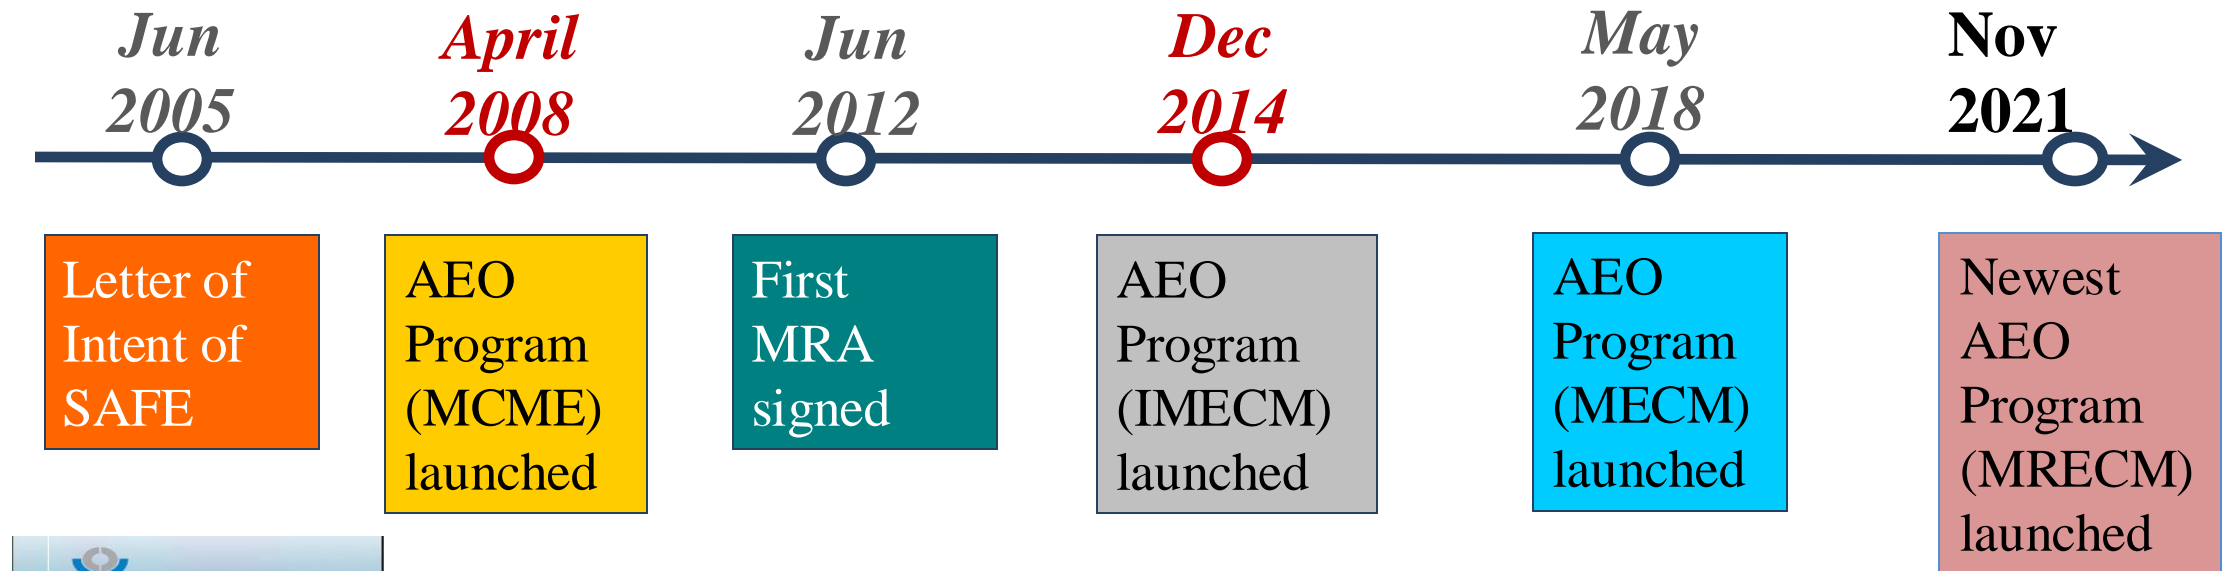 Jun
2005
April
2008
Jun
2012
Dec
2014
May
2018
Nov
2021
Letter of
Intent of
SAFE
AEO
Program
(MCME)
launched
First
MRA
signed
AEO
Program
(IMECM)
launched
AEO
Program
(MECM)
launched
Newest
AEO
Program
(MRECM)
launched